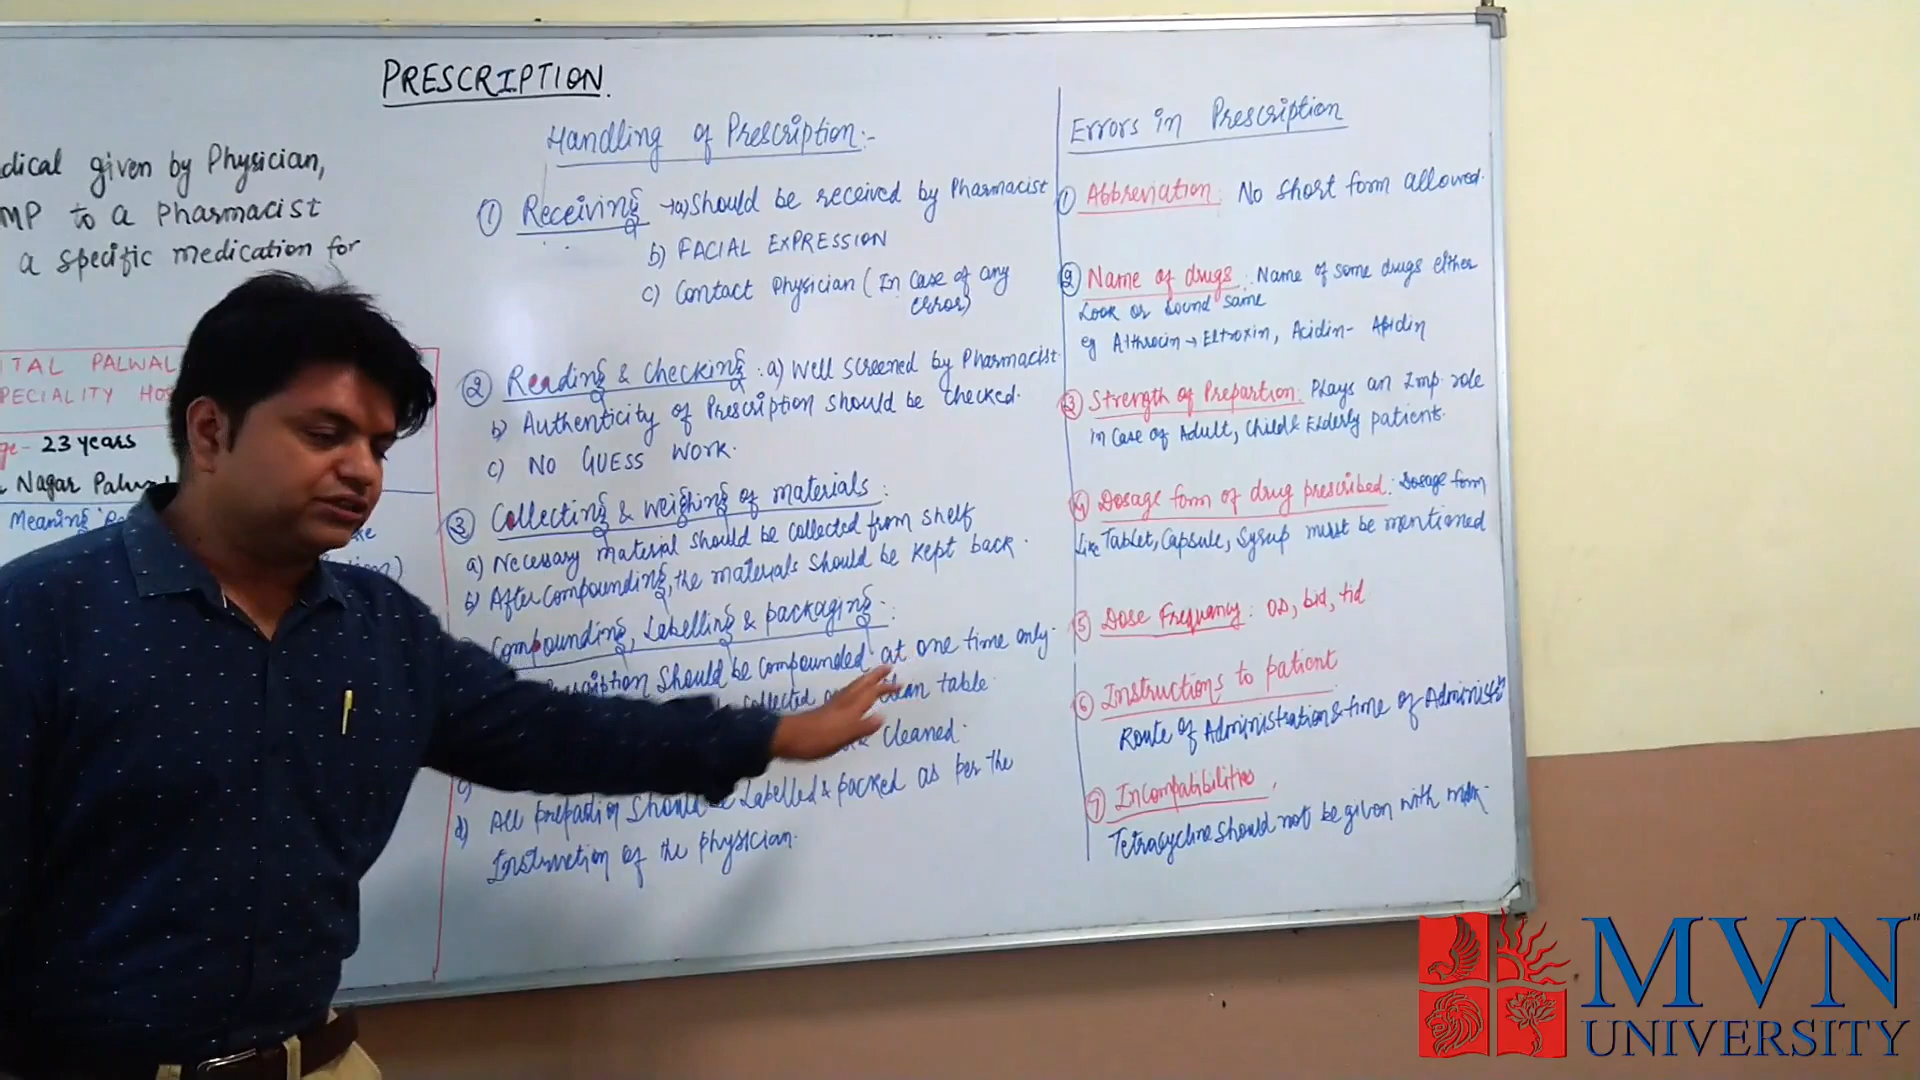 PRESCRIPTION.
dical given by Physician,
MP to a Pharmacist
a specific medication for
ITAL PALWAL
PECIALITY HOS
ge- 23 years
Nagar Palwa
Meaning
Handling of Prescription:-
① Receiving → a) Should be received by Pharmacist
b) FACIAL EXPRESSION
c) Contact Physician (In Case of any
error)
② Reading & checking : a) Well Screened by Pharmacist
b) Authenticity of Prescription should be checked.
c) NO GUESS WORK.
③ Collecting & weighing of materials :
a) Necessary material should be collected from shelf
b) After compounding, the materials should be kept back.
Compounding, Labelling & packaging :
should be compounded at one time only.
collected clean table.
cleaned.
d) All prepartion should be Labelled & packed as per the
Instruction of the physician.
Errors in Prescription
① Abbreviation : No short form allowed.
② Name of drugs : Name of some drugs either
Look or sound same
eg Althrocin → Eltroxin, Acidin - Apidin
③ Strength of Prepartion : Plays an Imp. role
in case of Adult, Child & Elderly patients.
④ Dosage form of drug prescribed : Dosage form
Like Tablet, Capsule, Syrup must be mentioned
⑤ Dose Frequency : OD, bid, tid
⑥ Instructions to patient
Route of Administration & time of Administn
⑦ Incompatibilities,
Tetracycline should not be given with milk.
MVN
UNIVERSITY